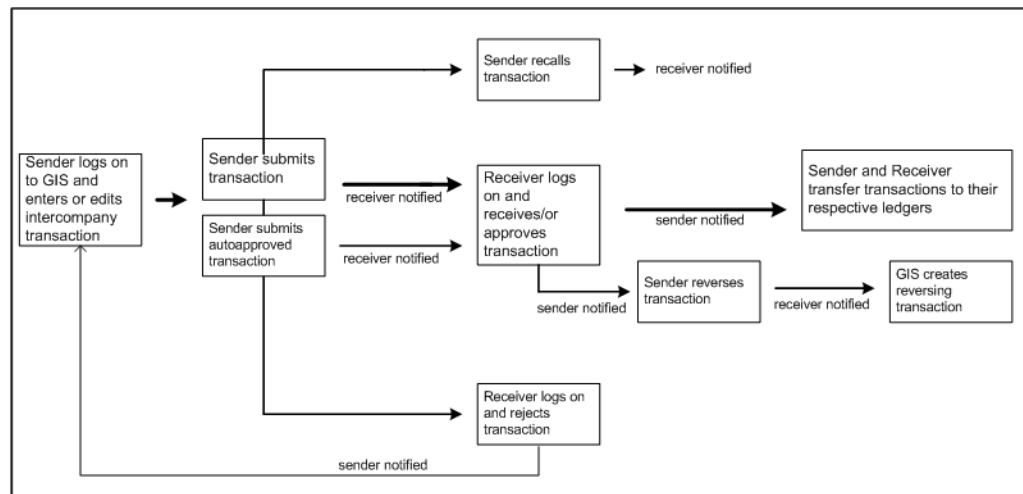 Sender recalls
transaction
receiver notified
Sender logs on
to GIS and
enters or edits
intercompany
transaction
Sender submits
transaction
receiver notified
Receiver logs
on and
receives/or
approves
transaction
sender notified
Sender and Receiver
transfer transactions to their
respective ledgers
Sender submits
autoapproved
transaction
receiver notified
sender notified
Sender reverses
transaction
receiver notified
GIS creates
reversing
transaction
Receiver logs on
and rejects
transaction
sender notified